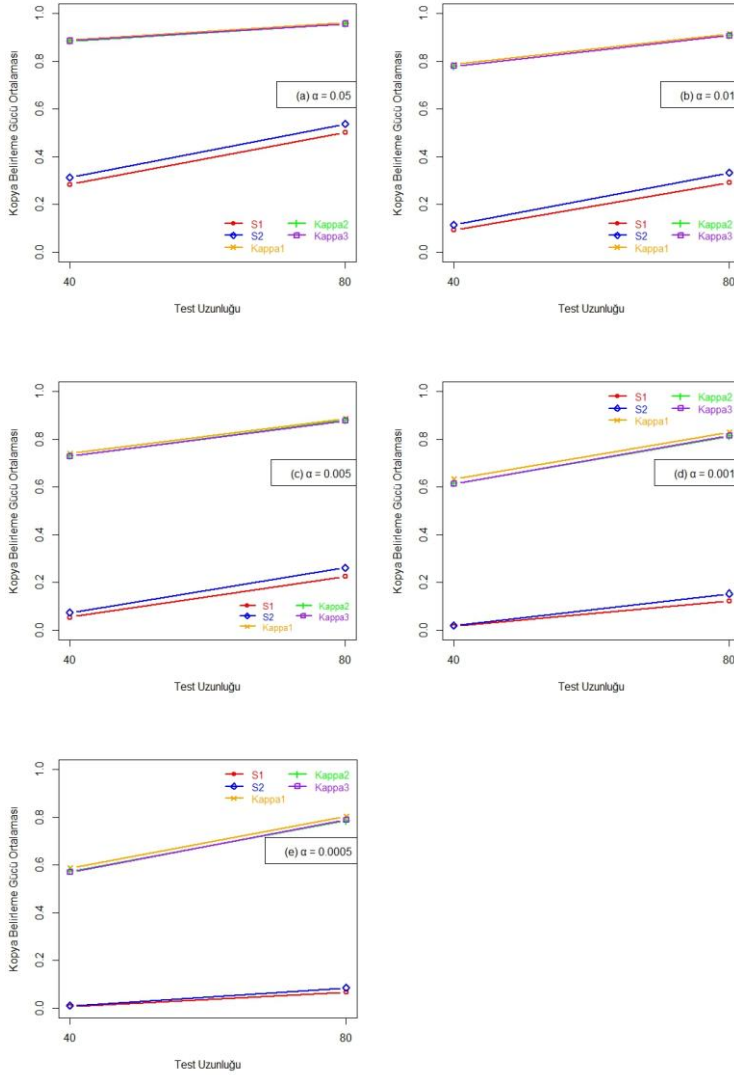 Kopya Belirleme Gücü Ortalaması
0.0 0.2 0.4 0.6 0.8 1.0
(a) α = 0.05
S1 Kappa2
S2 Kappa3
Kappa1
40 80
Test Uzunluğu
Kopya Belirleme Gücü Ortalaması
0.0 0.2 0.4 0.6 0.8 1.0
(b) α = 0.01
S1 Kappa2
S2 Kappa3
Kappa1
40 80
Test Uzunluğu
Kopya Belirleme Gücü Ortalaması
0.0 0.2 0.4 0.6 0.8 1.0
(c) α = 0.005
S1 Kappa2
S2 Kappa3
Kappa1
40 80
Test Uzunluğu
Kopya Belirleme Gücü Ortalaması
0.0 0.2 0.4 0.6 0.8 1.0
S1 Kappa2
S2 Kappa3
Kappa1
(d) α = 0.001
40 80
Test Uzunluğu
Kopya Belirleme Gücü Ortalaması
0.0 0.2 0.4 0.6 0.8 1.0
S1 Kappa2
S2 Kappa3
Kappa1
(e) α = 0.0005
40 80
Test Uzunluğu